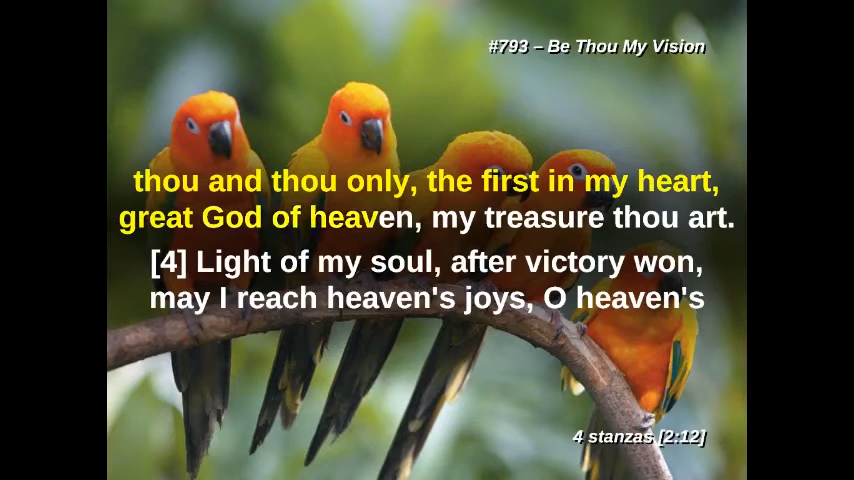 #793 – Be Thou My Vision
thou and thou only, the first in my heart,
great God of heaven, my treasure thou art.
[4] Light of my soul, after victory won,
may I reach heaven's joys, O heaven's
4 stanzas [2:12]